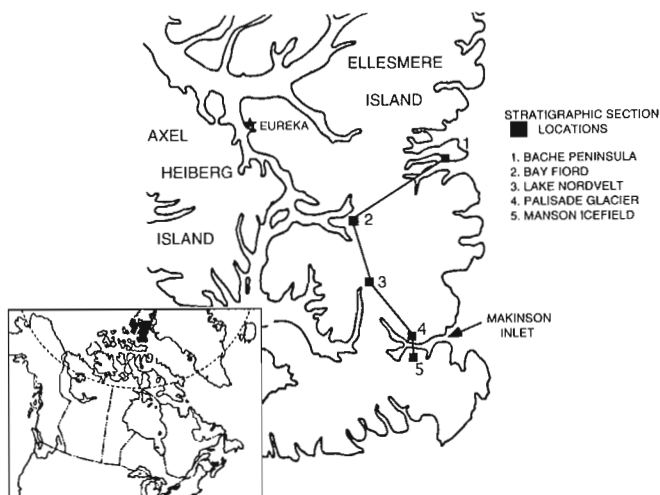 ELLESMERE
ISLAND
EUREKA
AXEL
HEIBERG
ISLAND
1
2
3
4
5
MAKINSON
INLET
STRATIGRAPHIC SECTION
LOCATIONS
1. BACHE PENINSULA
2. BAY FIORD
3. LAKE NORDVELT
4. PALISADE GLACIER
5. MANSON ICEFIELD